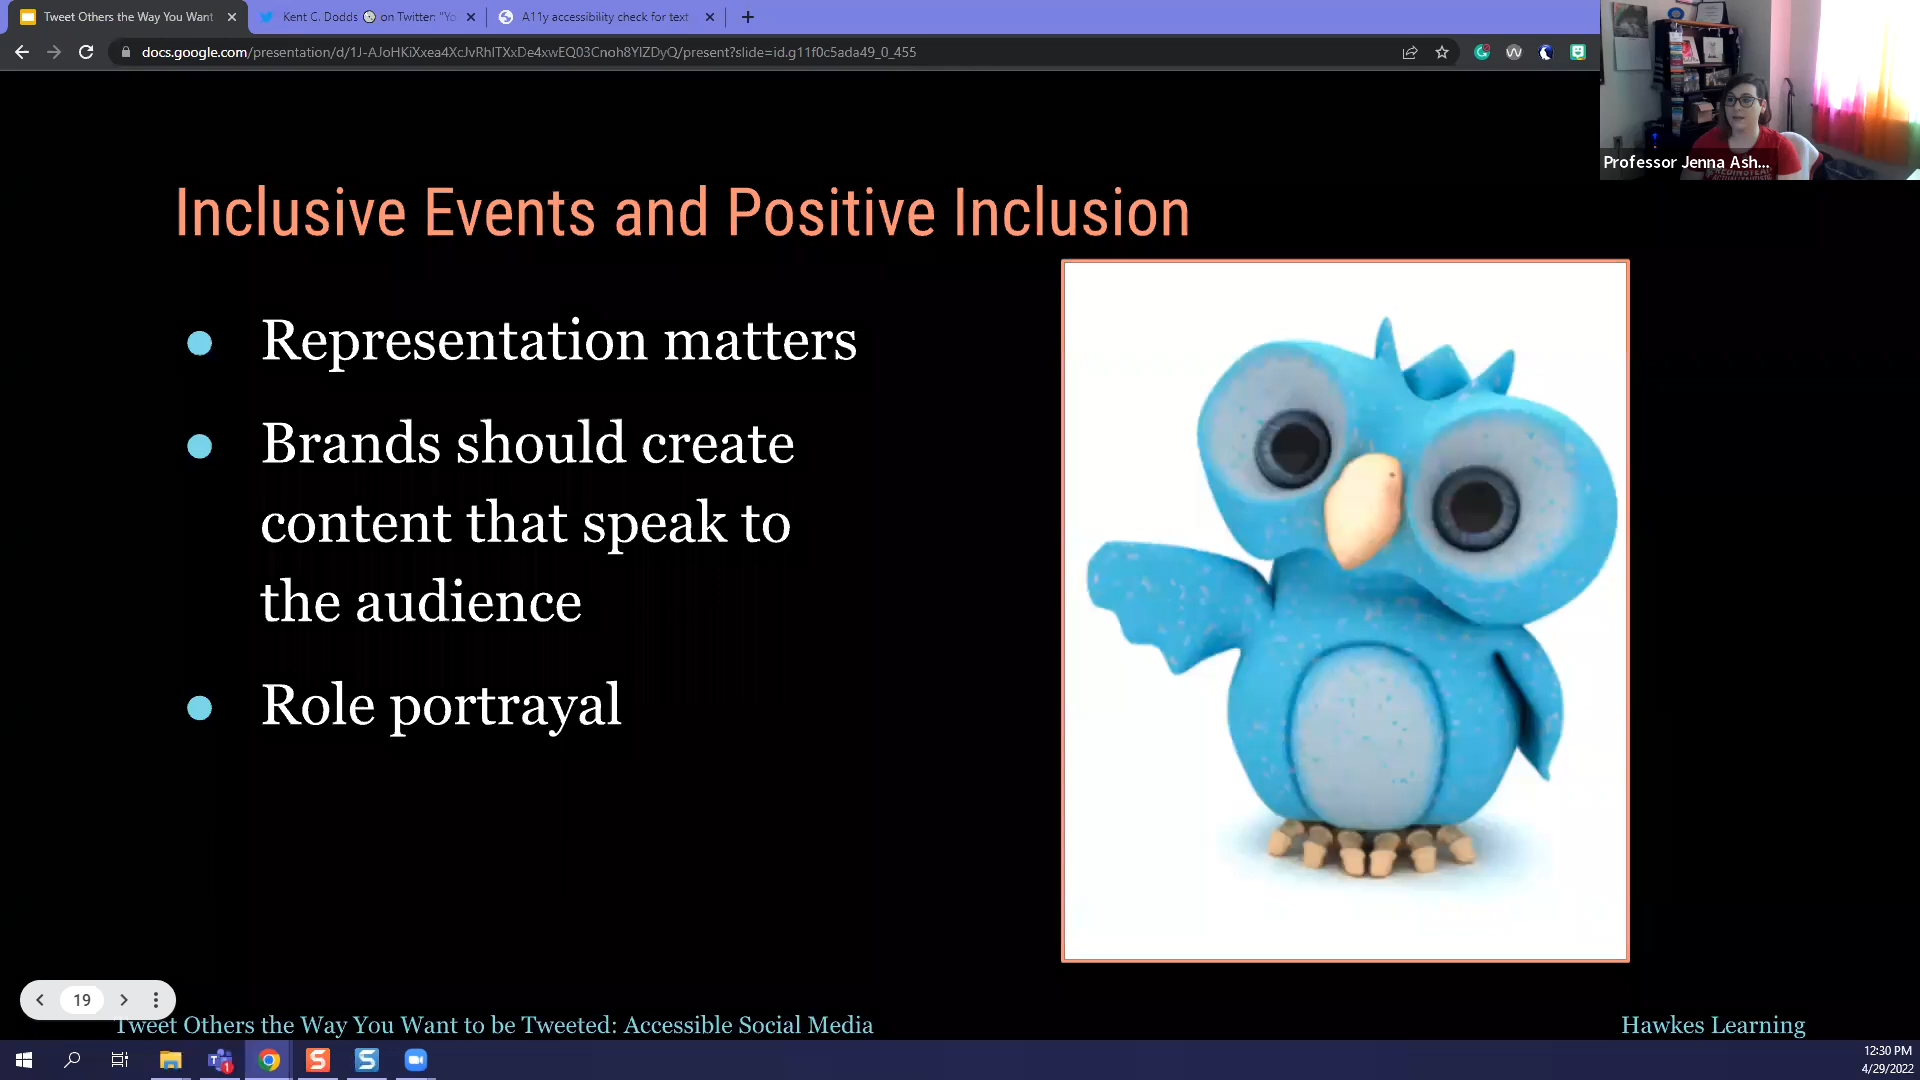 Tweet Others the Way You Want
Kent C. Dodds on Twitter: "Yo
A11y accessibility check for text
docs.google.com/presentation/d/1J-AJoHKiXxea4XcJvRhlTXxDe4xwEQ03Cnoh8YlZDyQ/present?slide=id.g11f0c5ada49_0_455
Professor Jenna Ash...
Inclusive Events and Positive Inclusion
Representation matters
Brands should create
content that speak to
the audience
Role portrayal
19
Tweet Others the Way You Want to be Tweeted: Accessible Social Media
Hawkes Learning
12:30 PM
4/29/2022